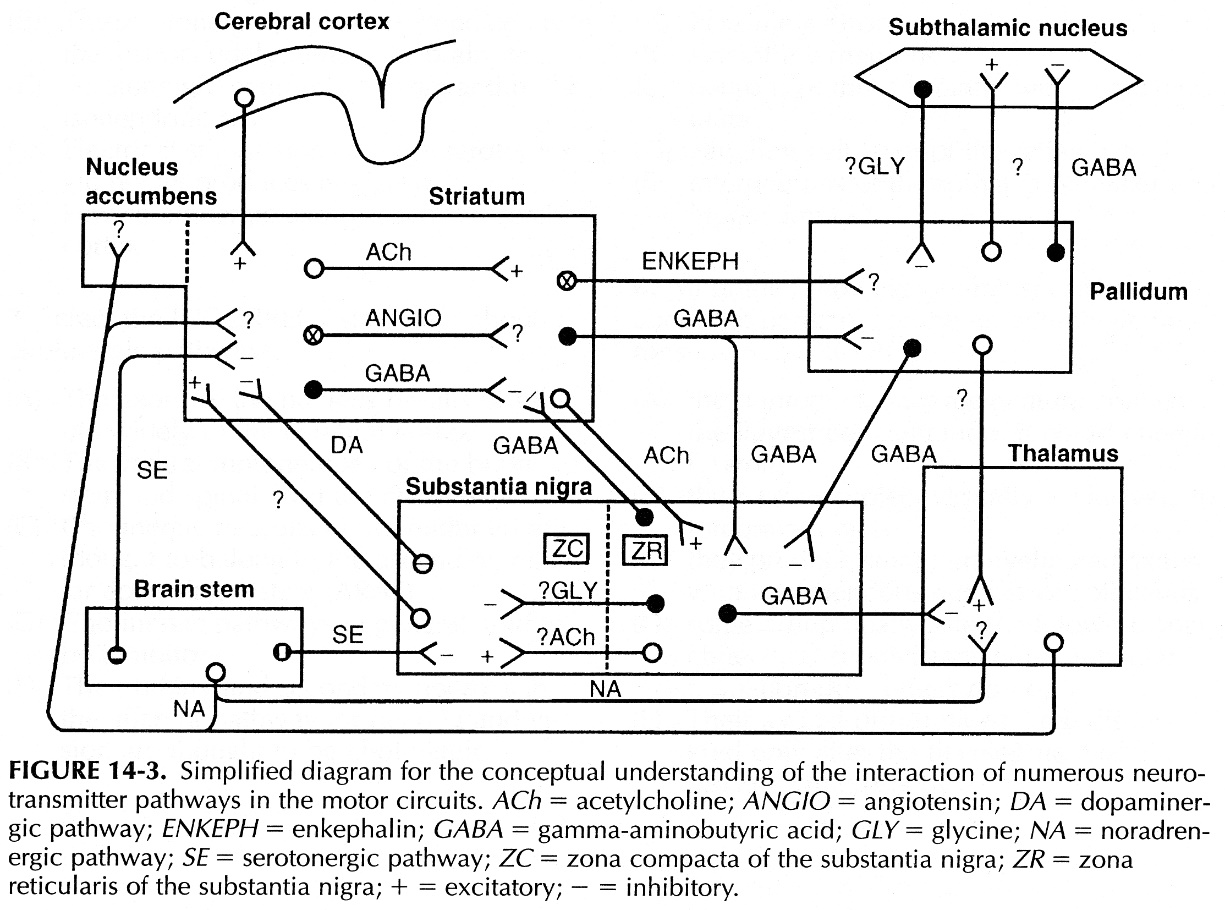 Cerebral cortex
Subthalamic nucleus
+
−
?GLY
?
GABA
Nucleus
accumbens
Striatum
?
+
ACh
+
ENKEPH
?
−
Pallidum
?
ANGIO
?
GABA
−
−
GABA
−
+
−
?
DA
GABA
ACh
GABA
GABA
Thalamus
SE
?
Substantia nigra
ZC
ZR
+
−
−
Brain stem
?GLY
−
GABA
−
+
?
SE
−
?ACh
+
NA
NA
FIGURE 14-3. Simplified diagram for the conceptual understanding of the interaction of numerous neuro-
transmitter pathways in the motor circuits. ACh = acetylcholine; ANGIO = angiotensin; DA = dopaminer-
gic pathway; ENKEPH = enkephalin; GABA = gamma-aminobutyric acid; GLY = glycine; NA = noradren-
ergic pathway; SE = serotonergic pathway; ZC = zona compacta of the substantia nigra; ZR = zona
reticularis of the substantia nigra; + = excitatory; − = inhibitory.